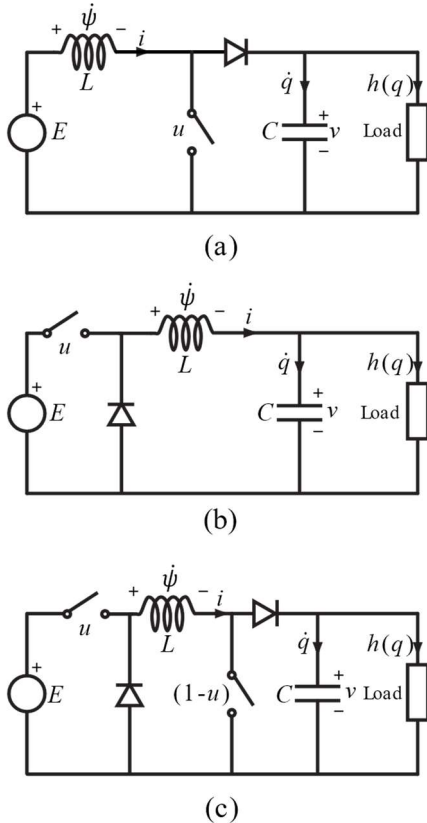 ψ̇
+ −
i
L
+
E
u
q̇
h(q)
C
+
v
−
Load
(a)
ψ̇
+ −
i
u
L
+
E
q̇
h(q)
C
+
v
−
Load
(b)
ψ̇
+ −
i
u
L
+
E
(1-u)
q̇
h(q)
C
+
v
−
Load
(c)